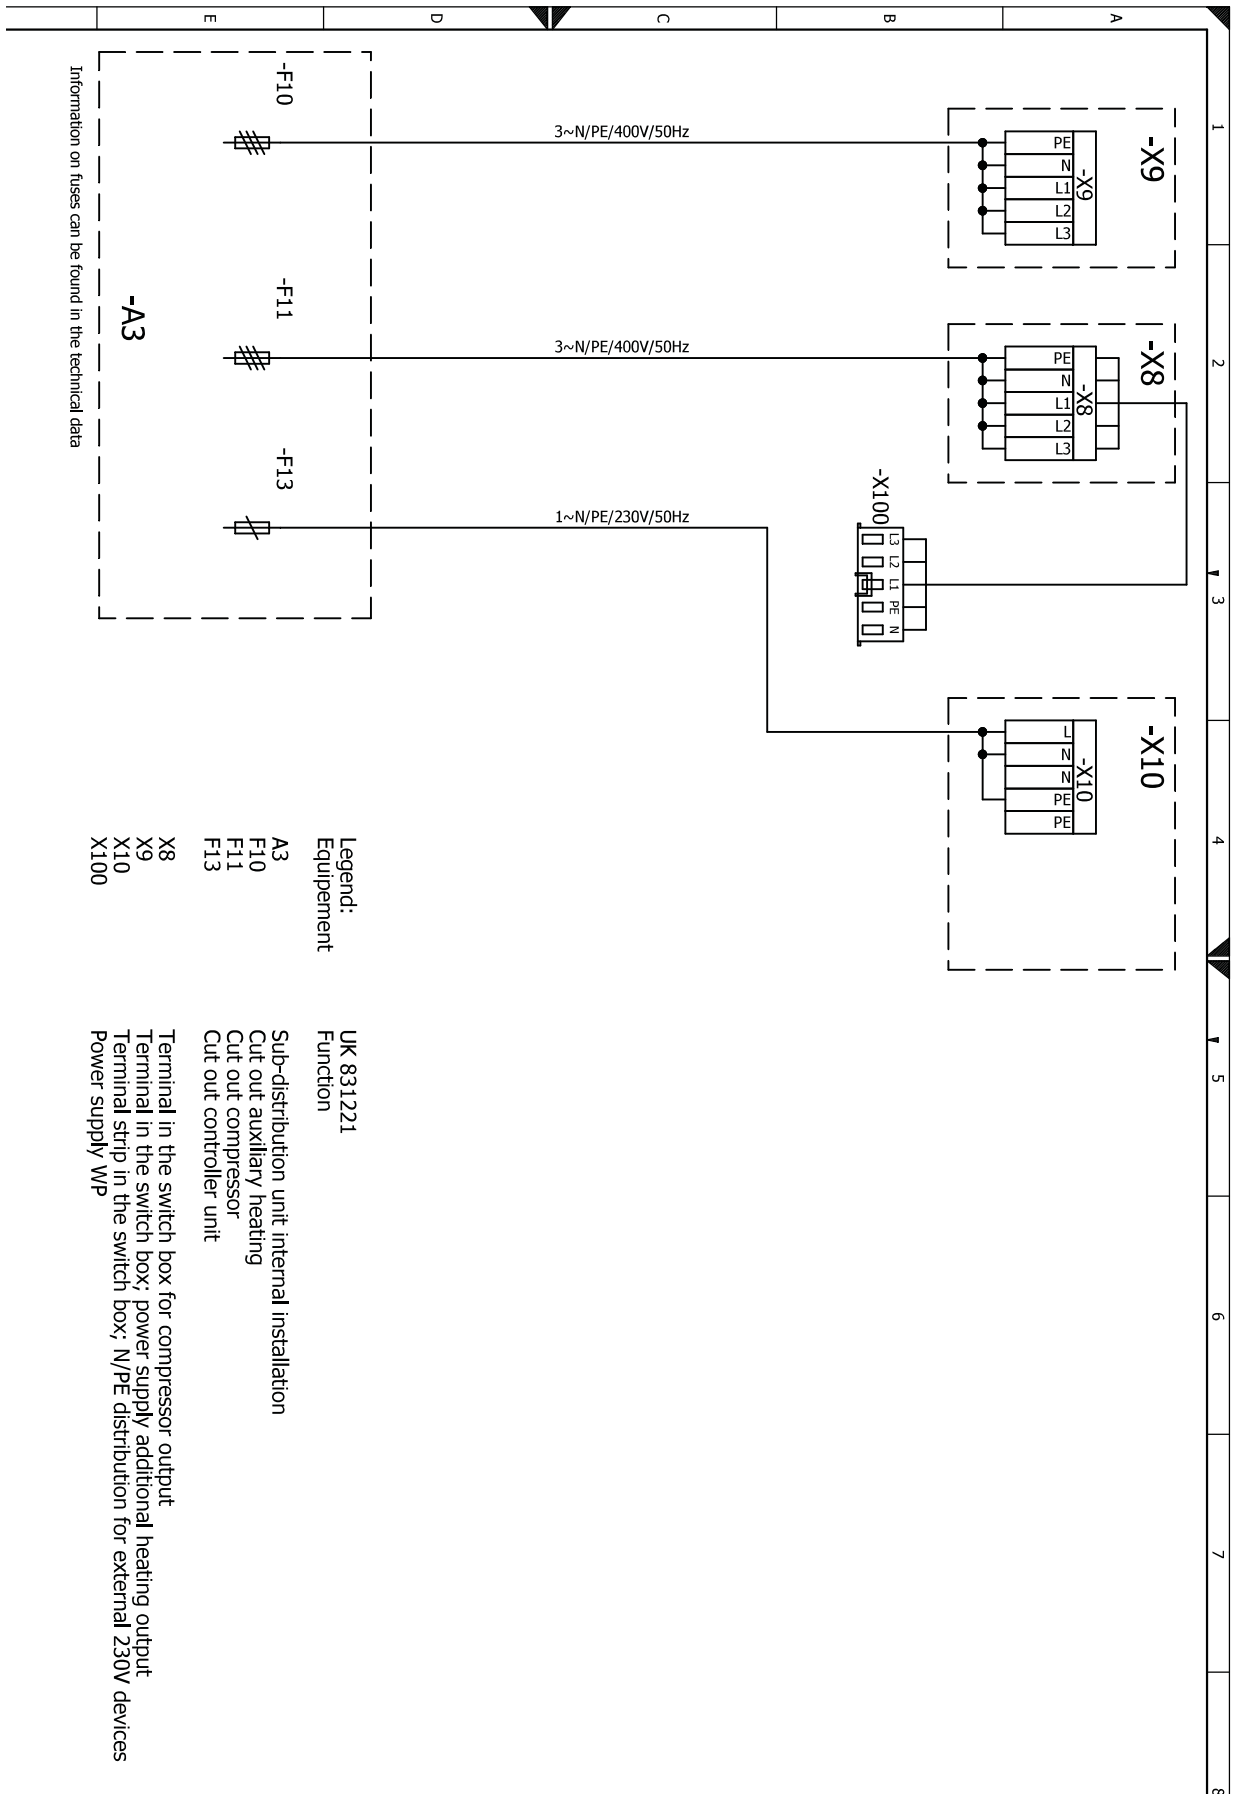 1
2
3
4
5
6
7
8
A
B
C
D
E
-X9
-X9
PE
N
L1
L2
L3
-X8
-X8
PE
N
L1
L2
L3
-X10
-X10
L
N
N
PE
PE
-X100
L3
L2
L1
PE
N
3~N/PE/400V/50Hz
3~N/PE/400V/50Hz
1~N/PE/230V/50Hz
-F10
-F11
-F13
-A3
Information on fuses can be found in the technical data
Legend: UK 831221
Equipement Function
A3 Sub-distribution unit internal installation
F10 Cut out auxiliary heating
F11 Cut out compressor
F13 Cut out controller unit
X8 Terminal in the switch box for compressor output
X9 Terminal in the switch box; power supply additional heating output
X10 Terminal strip in the switch box; N/PE distribution for external 230V devices
X100 Power supply WP